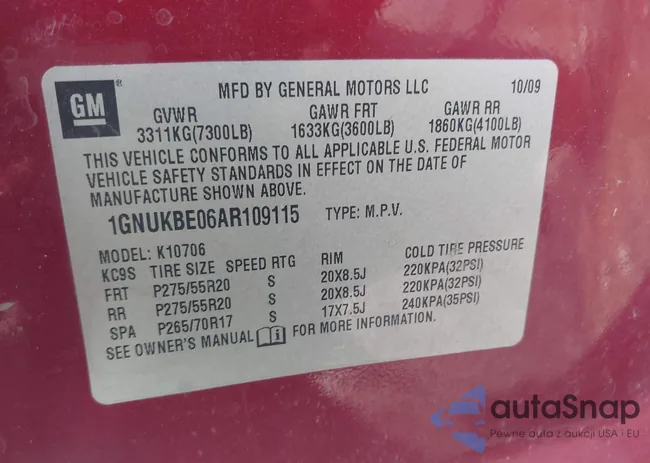 GM
®
MFD BY GENERAL MOTORS LLC 10/09
GVWR GAWR FRT GAWR RR
3311KG(7300LB) 1633KG(3600LB) 1860KG(4100LB)
THIS VEHICLE CONFORMS TO ALL APPLICABLE U.S. FEDERAL MOTOR
VEHICLE SAFETY STANDARDS IN EFFECT ON THE DATE OF
MANUFACTURE SHOWN ABOVE.
1GNUKBE06AR109115 TYPE: M.P.V.
MODEL: K10706
KC9S TIRE SIZE SPEED RTG RIM COLD TIRE PRESSURE
FRT P275/55R20 S 20X8.5J 220KPA(32PSI)
RR P275/55R20 S 20X8.5J 220KPA(32PSI)
SPA P265/70R17 S 17X7.5J 240KPA(35PSI)
SEE OWNER'S MANUAL i FOR MORE INFORMATION.
autaSnap
Pewne auta z aukcji USA i EU